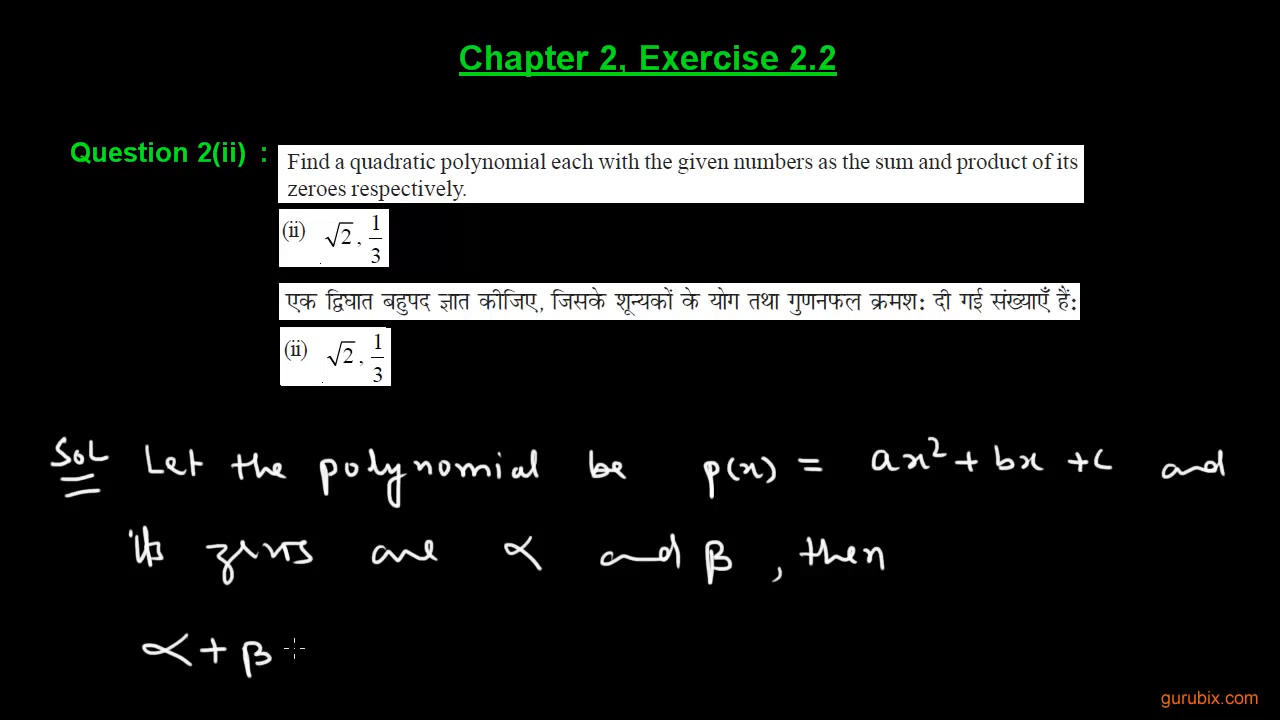 Chapter 2, Exercise 2.2
Question 2(ii) :
Find a quadratic polynomial each with the given numbers as the sum and product of its
zeroes respectively.
(ii) √2, 1/3
एक द्विघात बहुपद ज्ञात कीजिए, जिसके शून्यकों के योग तथा गुणनफल क्रमशः दी गई संख्याएँ हैंः
(ii) √2, 1/3
Sol Let the polynomial be p(x) = ax² + bx + c and
its zeros are α and β, then
α + β
gurubix.com